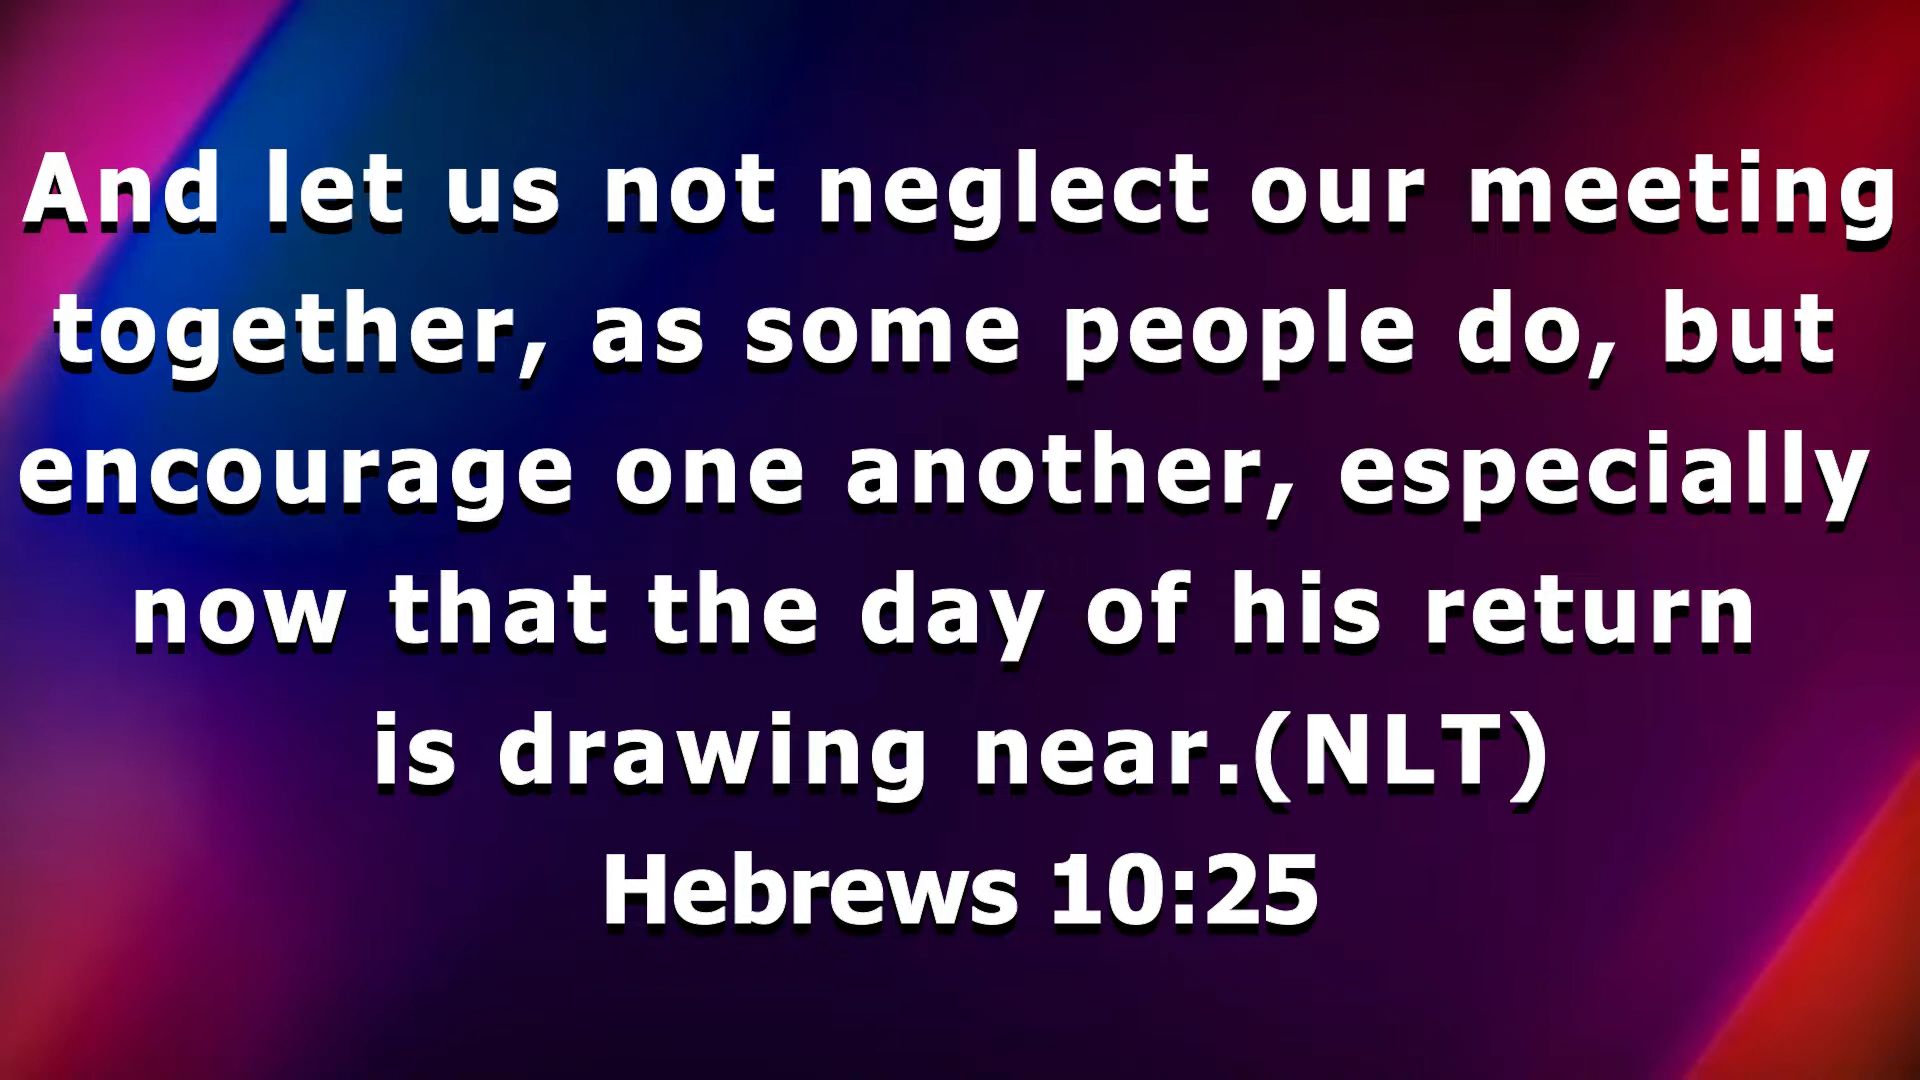 And let us not neglect our meeting
together, as some people do, but
encourage one another, especially
now that the day of his return
is drawing near.(NLT)
Hebrews 10:25